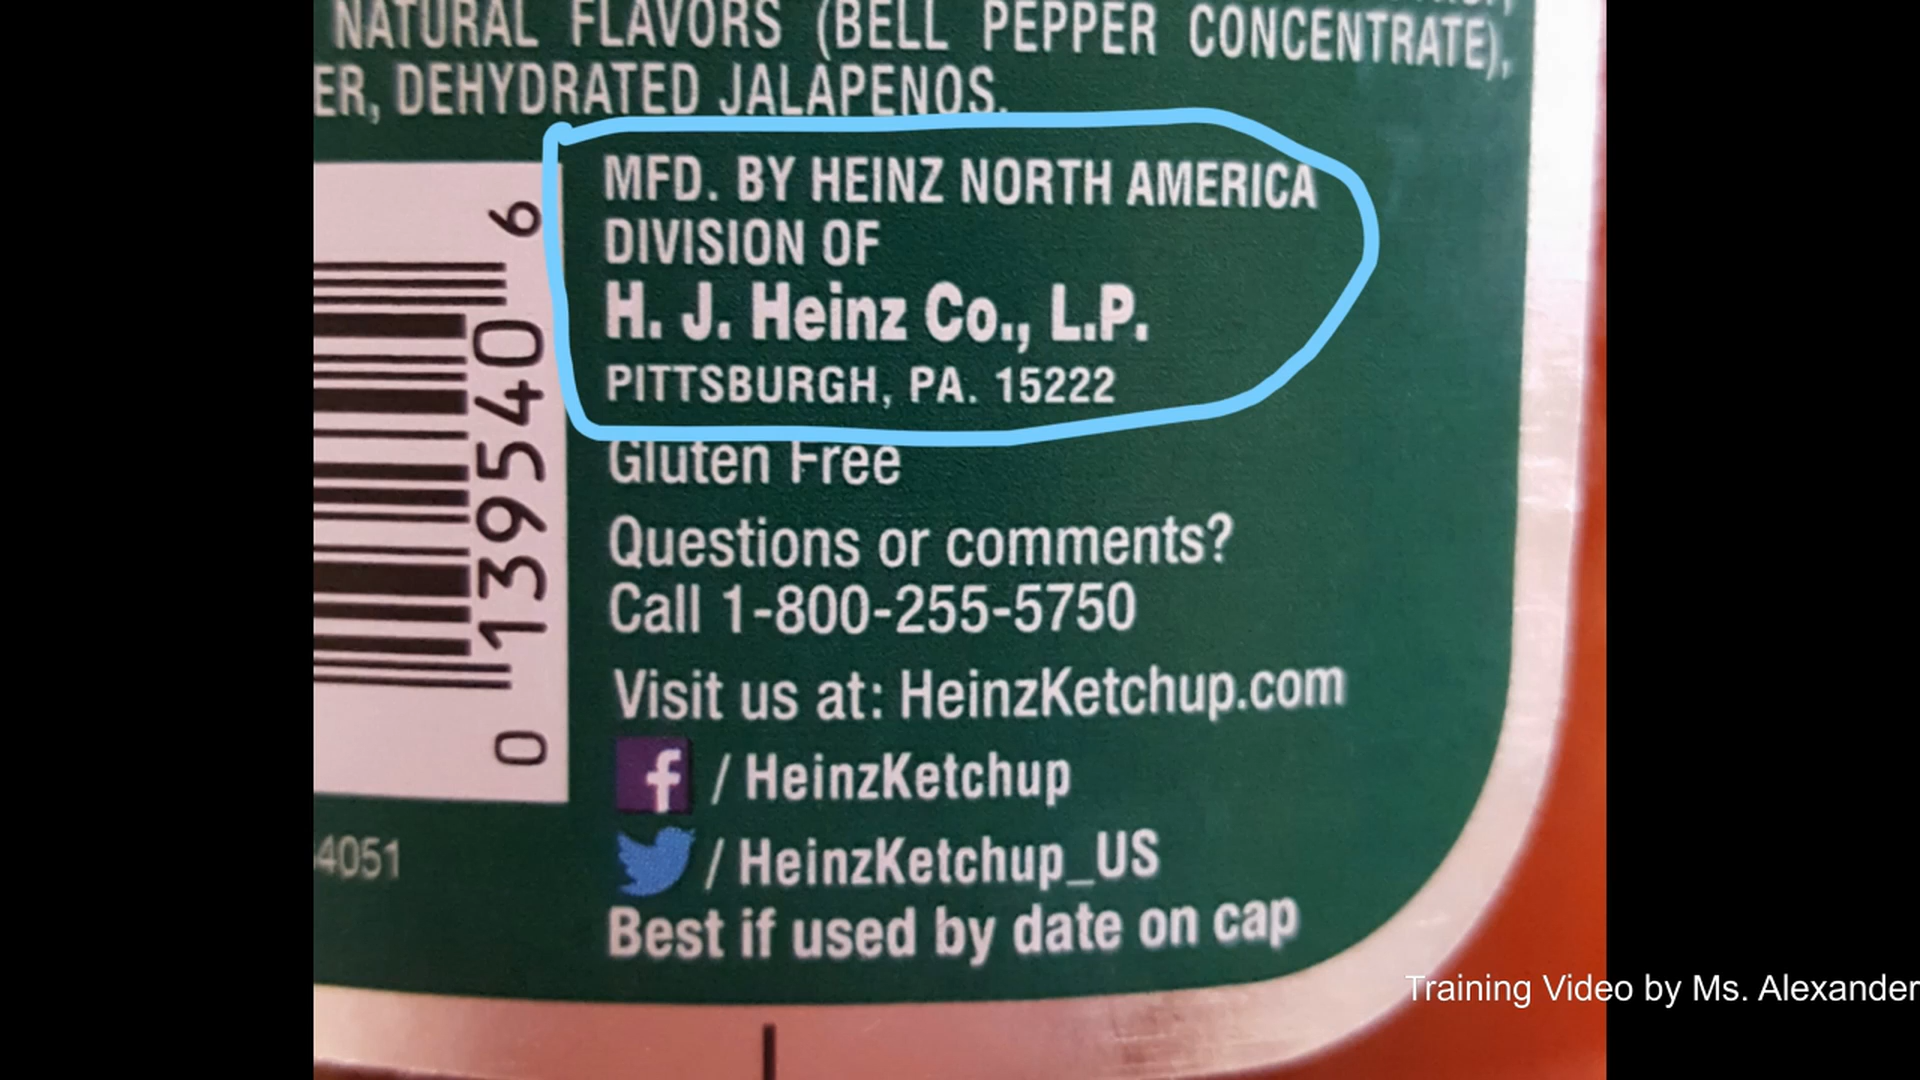 NATURAL FLAVORS (BELL PEPPER CONCENTRATE),
ER, DEHYDRATED JALAPENOS.
MFD. BY HEINZ NORTH AMERICA
DIVISION OF
H. J. Heinz Co., L.P.
PITTSBURGH, PA. 15222
Gluten Free
Questions or comments?
Call 1-800-255-5750
Visit us at: HeinzKetchup.com
f / HeinzKetchup
/ HeinzKetchup_US
Best if used by date on cap
0 139540 6
4051
Training Video by Ms. Alexander